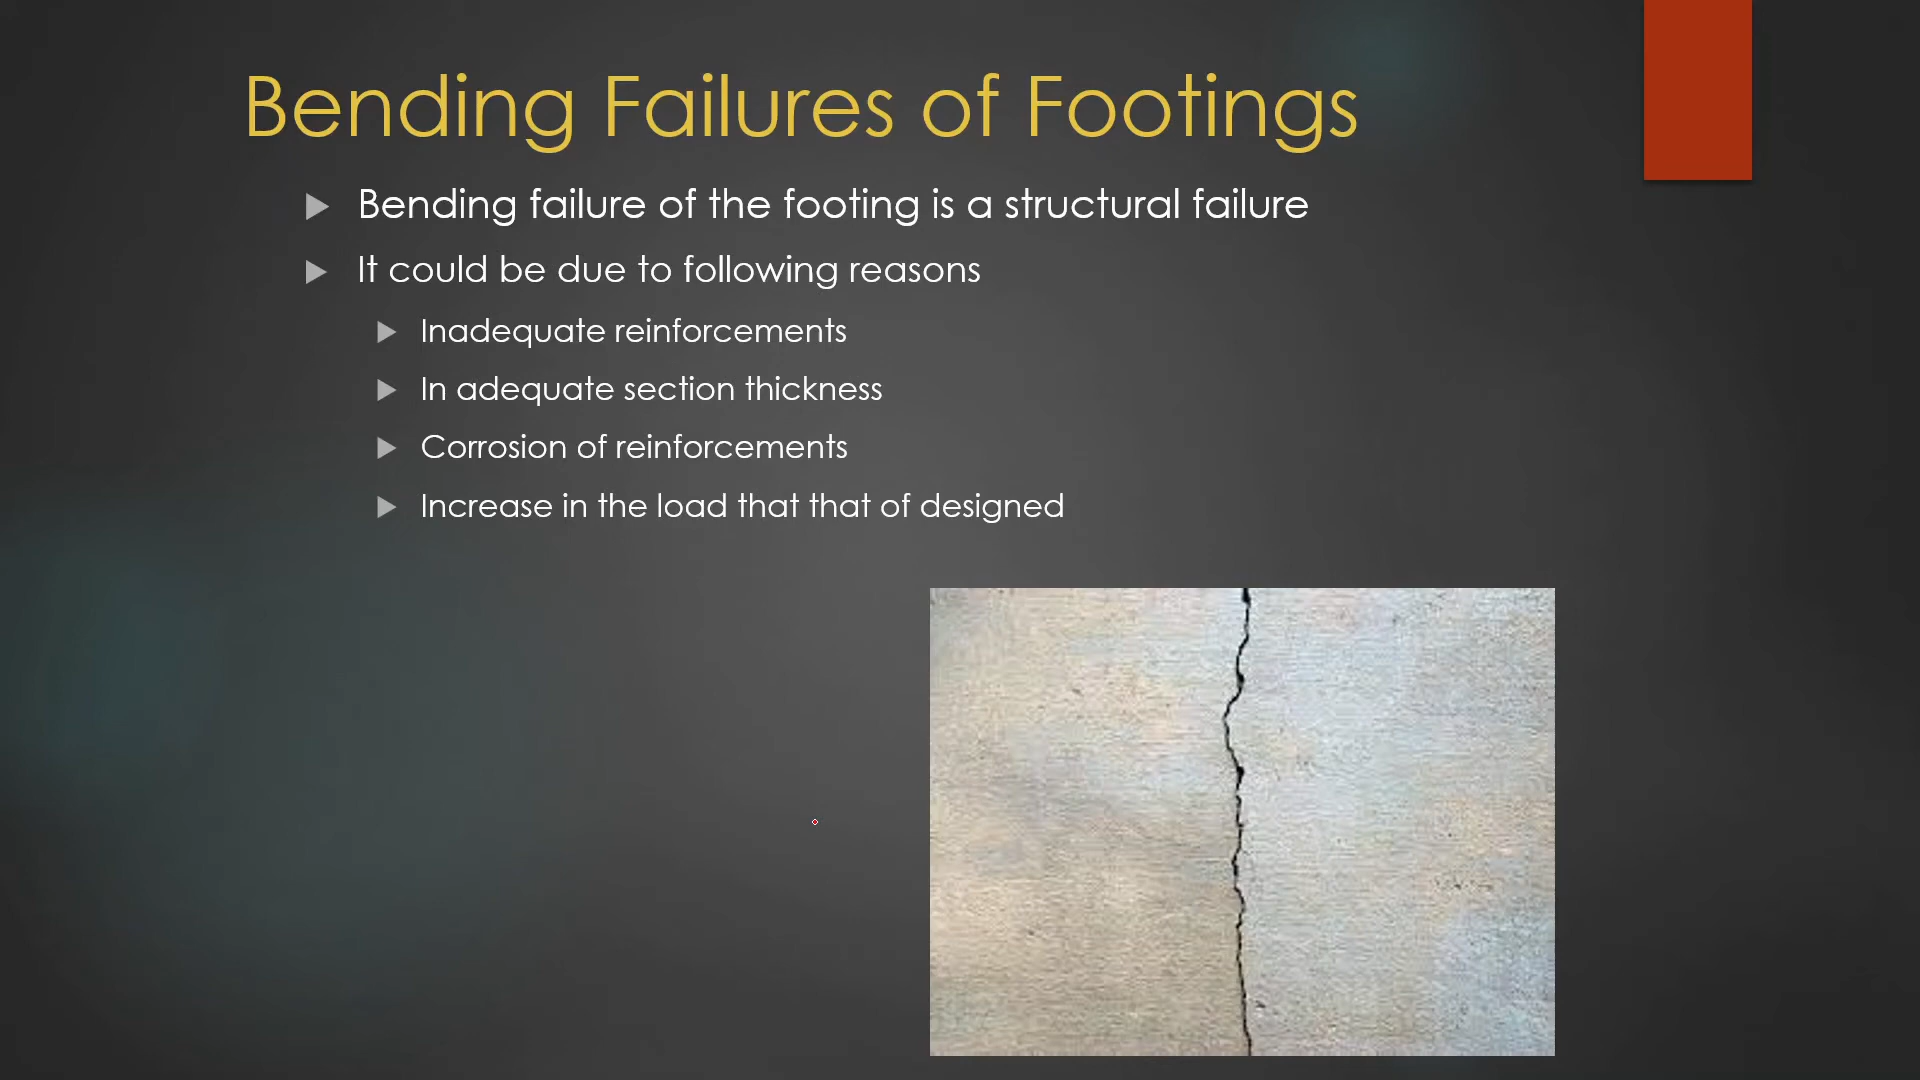 Bending Failures of Footings
Bending failure of the footing is a structural failure
It could be due to following reasons
Inadequate reinforcements
In adequate section thickness
Corrosion of reinforcements
Increase in the load that that of designed